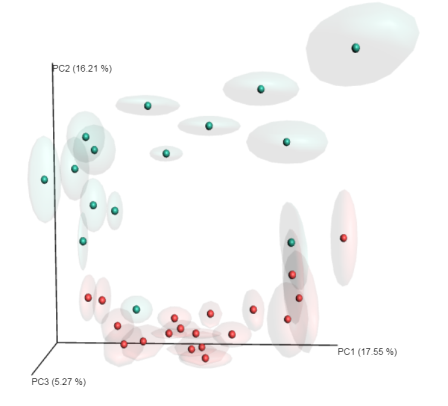 PC2 (16.21 %)
PC1 (17.55 %)
PC3 (5.27 %)